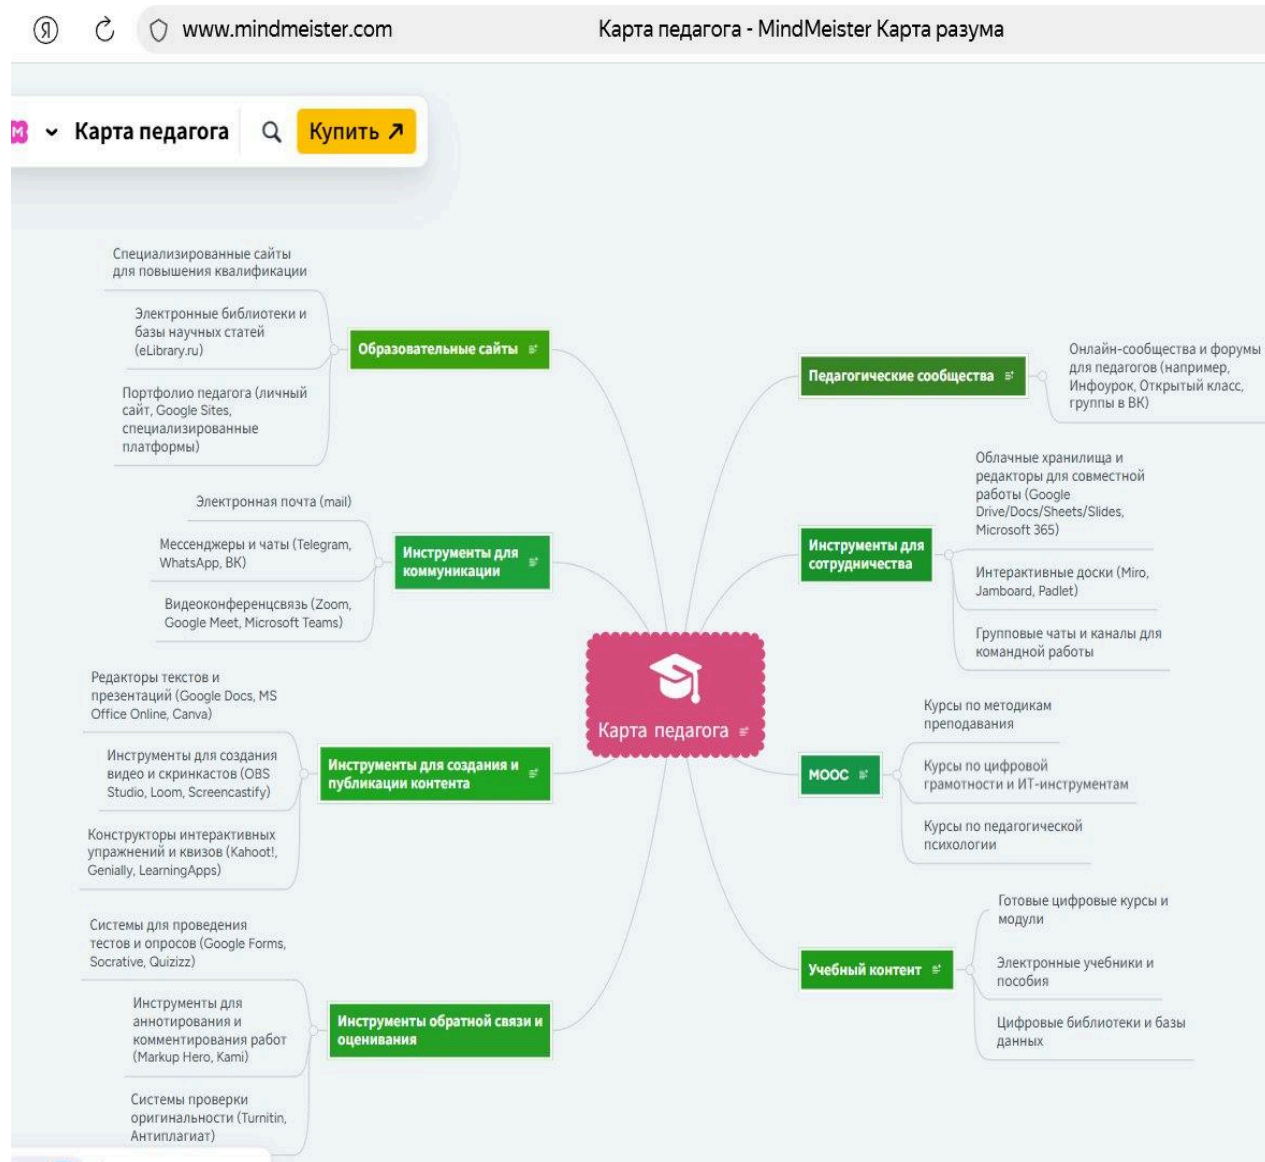 Я www.mindmeister.com Карта педагога - MindMeister Карта разума
M Карта педагога Купить ↗
Специализированные сайты
для повышения квалификации
Электронные библиотеки и
базы научных статей
(eLibrary.ru)
Портфолио педагога (личный
сайт, Google Sites,
специализированные
платформы)
Образовательные сайты
Электронная почта (mail)
Мессенджеры и чаты (Telegram,
WhatsApp, ВК)
Видеоконференцсвязь (Zoom,
Google Meet, Microsoft Teams)
Инструменты для
коммуникации
Редакторы текстов и
презентаций (Google Docs, MS
Office Online, Canva)
Инструменты для создания
видео и скринкастов (OBS
Studio, Loom, Screencastify)
Конструкторы интерактивных
упражнений и квизов (Kahoot!,
Genially, LearningApps)
Инструменты для создания и
публикации контента
Системы для проведения
тестов и опросов (Google Forms,
Socrative, Quizizz)
Инструменты для
аннотирования и
комментирования работ
(Markup Hero, Kami)
Системы проверки
оригинальности (Turnitin,
Антиплагиат)
Инструменты обратной связи и
оценивания
Карта педагога
Педагогические сообщества
Онлайн-сообщества и форумы
для педагогов (например,
Инфоурок, Открытый класс,
группы в ВК)
Инструменты для
сотрудничества
Облачные хранилища и
редакторы для совместной
работы (Google
Drive/Docs/Sheets/Slides,
Microsoft 365)
Интерактивные доски (Miro,
Jamboard, Padlet)
Групповые чаты и каналы для
командной работы
МООС
Курсы по методикам
преподавания
Курсы по цифровой
грамотности и ИТ-инструментам
Курсы по педагогической
психологии
Учебный контент
Готовые цифровые курсы и
модули
Электронные учебники и
пособия
Цифровые библиотеки и базы
данных